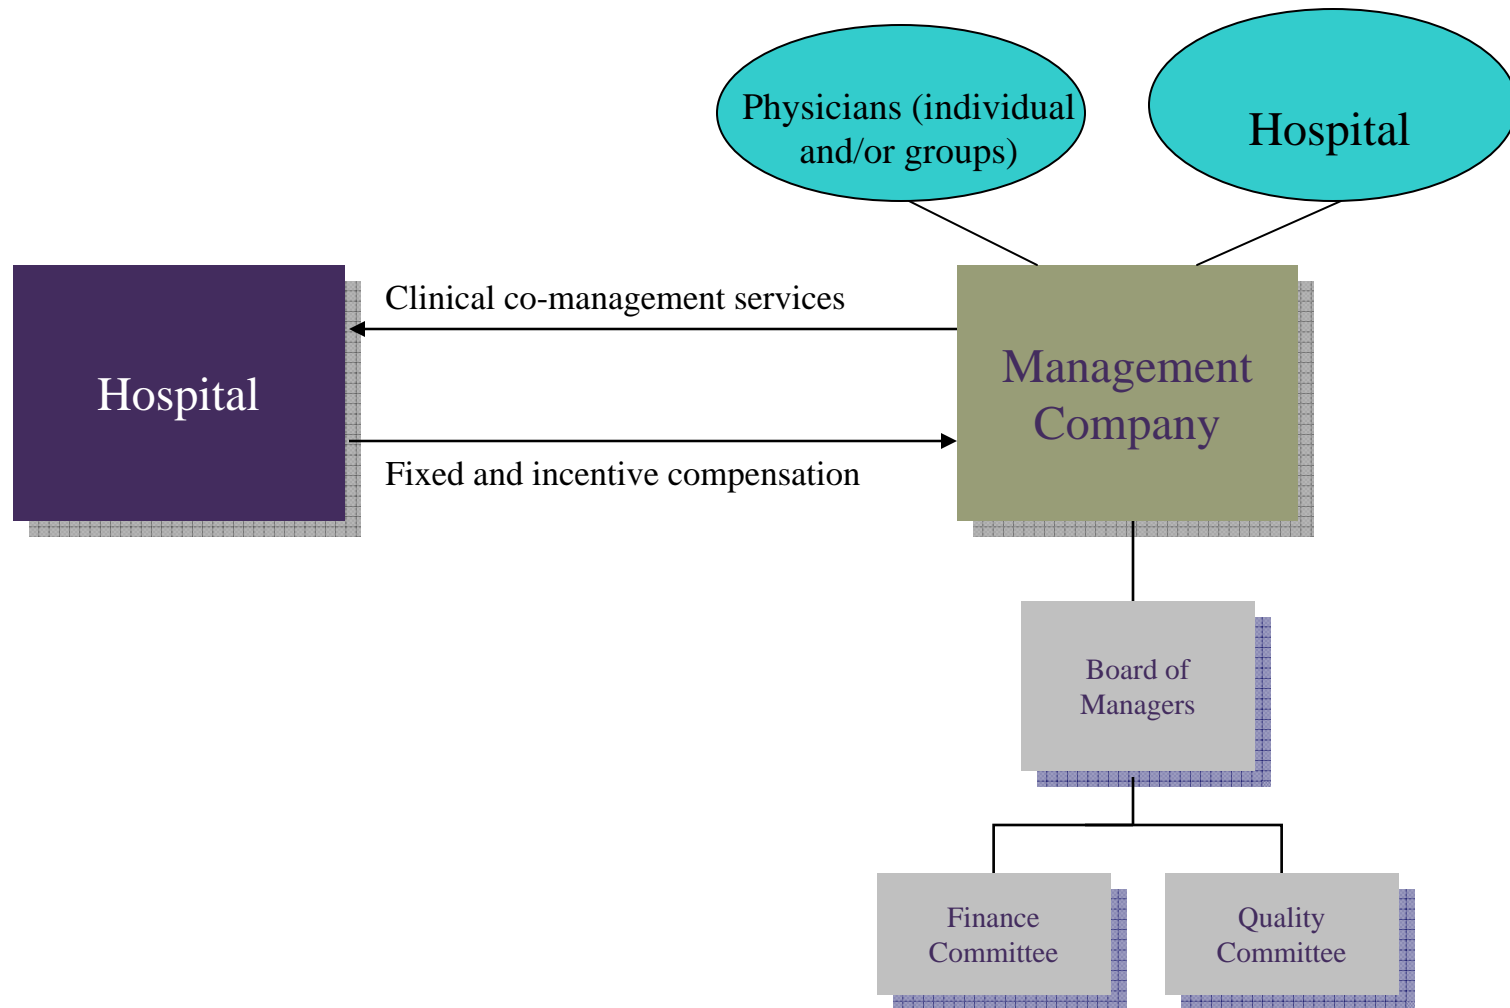 Physicians (individual
and/or groups)
Hospital
Clinical co-management services
Hospital
Management
Company
Fixed and incentive compensation
Board of
Managers
Finance
Committee
Quality
Committee